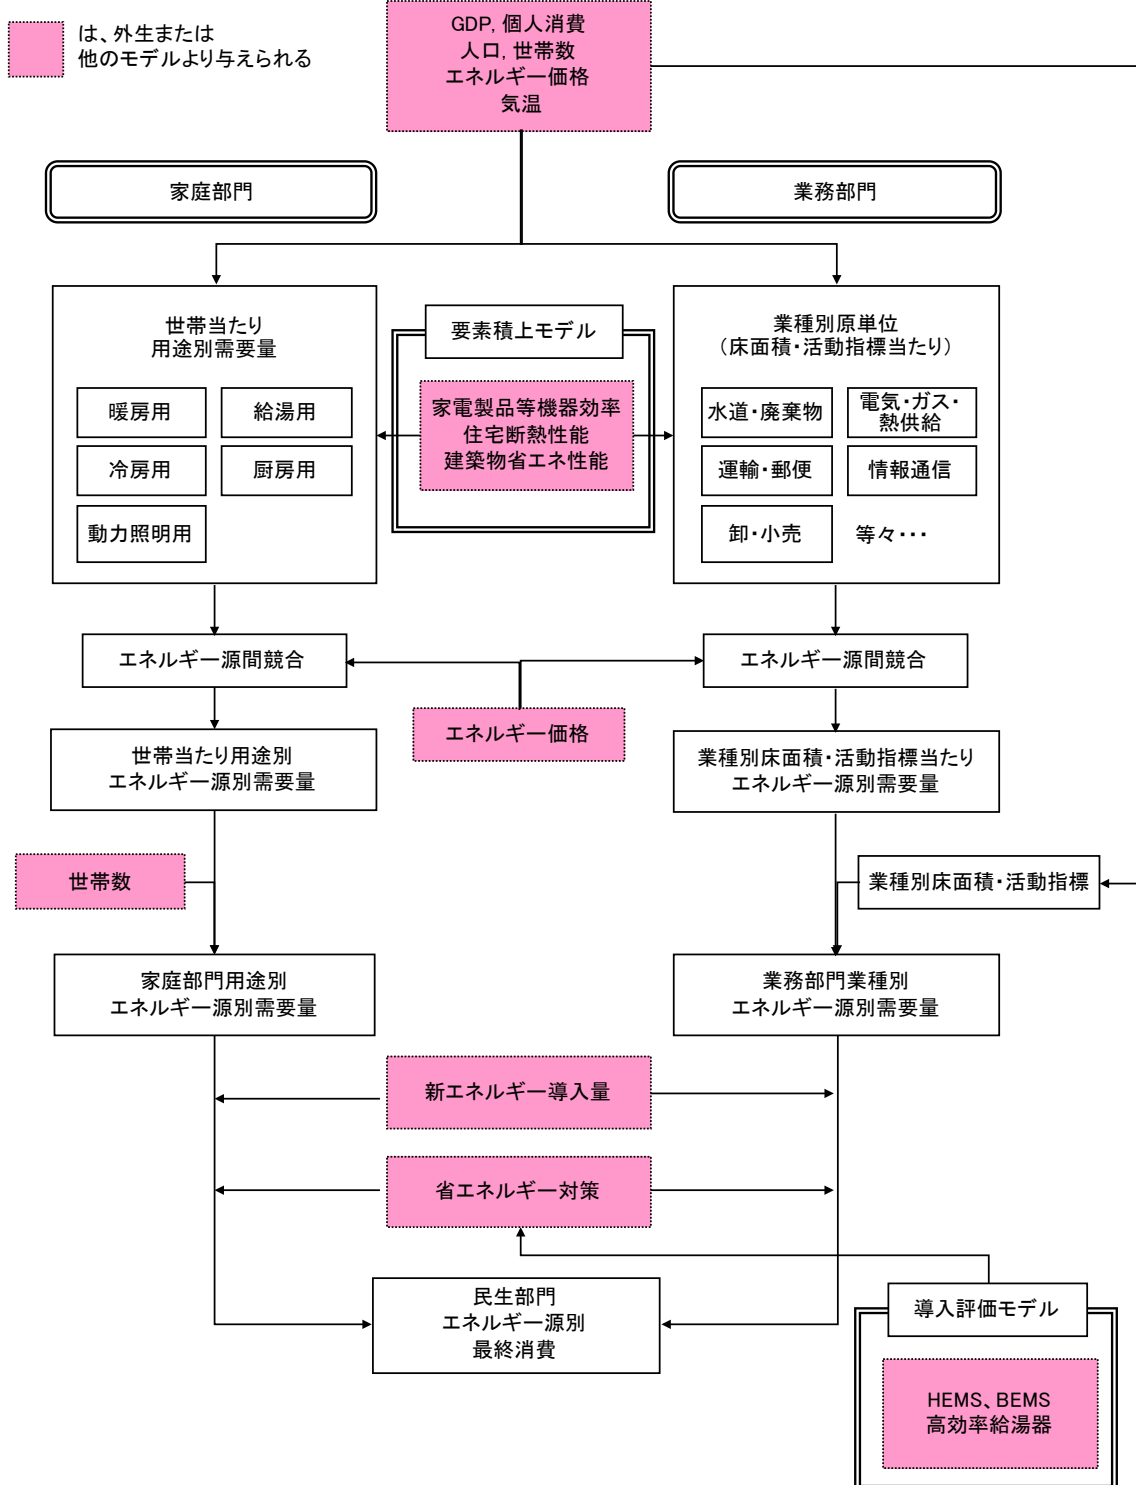 は、外生または
他のモデルより与えられる
GDP, 個人消費
人口, 世帯数
エネルギー価格
気温
家庭部門
業務部門
世帯当たり
用途別需要量
暖房用
給湯用
冷房用
厨房用
動力照明用
要素積上モデル
家電製品等機器効率
住宅断熱性能
建築物省エネ性能
業種別原単位
（床面積・活動指標当たり）
水道・廃棄物
電気・ガス・
熱供給
運輸・郵便
情報通信
卸・小売
等々・・・
エネルギー源間競合
エネルギー源間競合
エネルギー価格
世帯当たり用途別
エネルギー源別需要量
業種別床面積・活動指標当たり
エネルギー源別需要量
世帯数
業種別床面積・活動指標
家庭部門用途別
エネルギー源別需要量
業務部門業種別
エネルギー源別需要量
新エネルギー導入量
省エネルギー対策
民生部門
エネルギー源別
最終消費
導入評価モデル
HEMS、BEMS
高効率給湯器